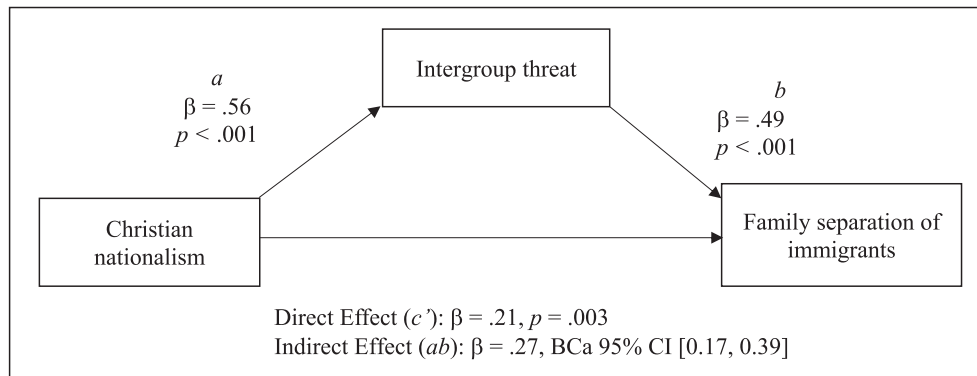 Intergroup threat
a
β = .56
p < .001
b
β = .49
p < .001
Christian
nationalism
Family separation of
immigrants
Direct Effect (c’): β = .21, p = .003
Indirect Effect (ab): β = .27, BCa 95% CI [0.17, 0.39]